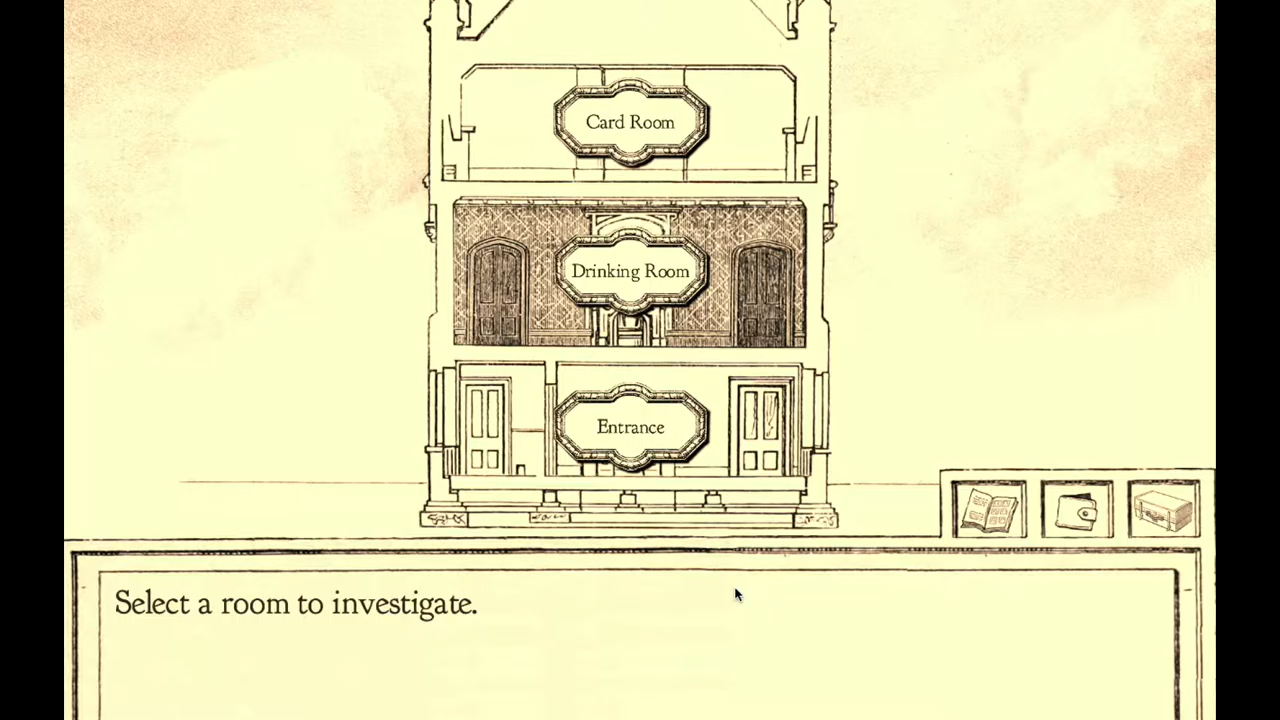 Card Room
Drinking Room
Entrance
Select a room to investigate.